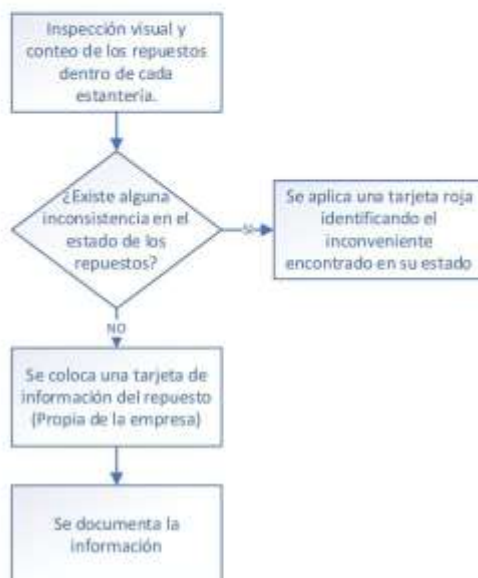 Inspección visual y
conteo de los repuestos
dentro de cada
estantería.
¿Existe alguna
inconsistencia en el
estado de los
repuestos?
SI
Se aplica una tarjeta roja
identificando el
inconveniente
encontrado en su estado
NO
Se coloca una tarjeta de
información del repuesto
(Propia de la empresa)
Se documenta la
información